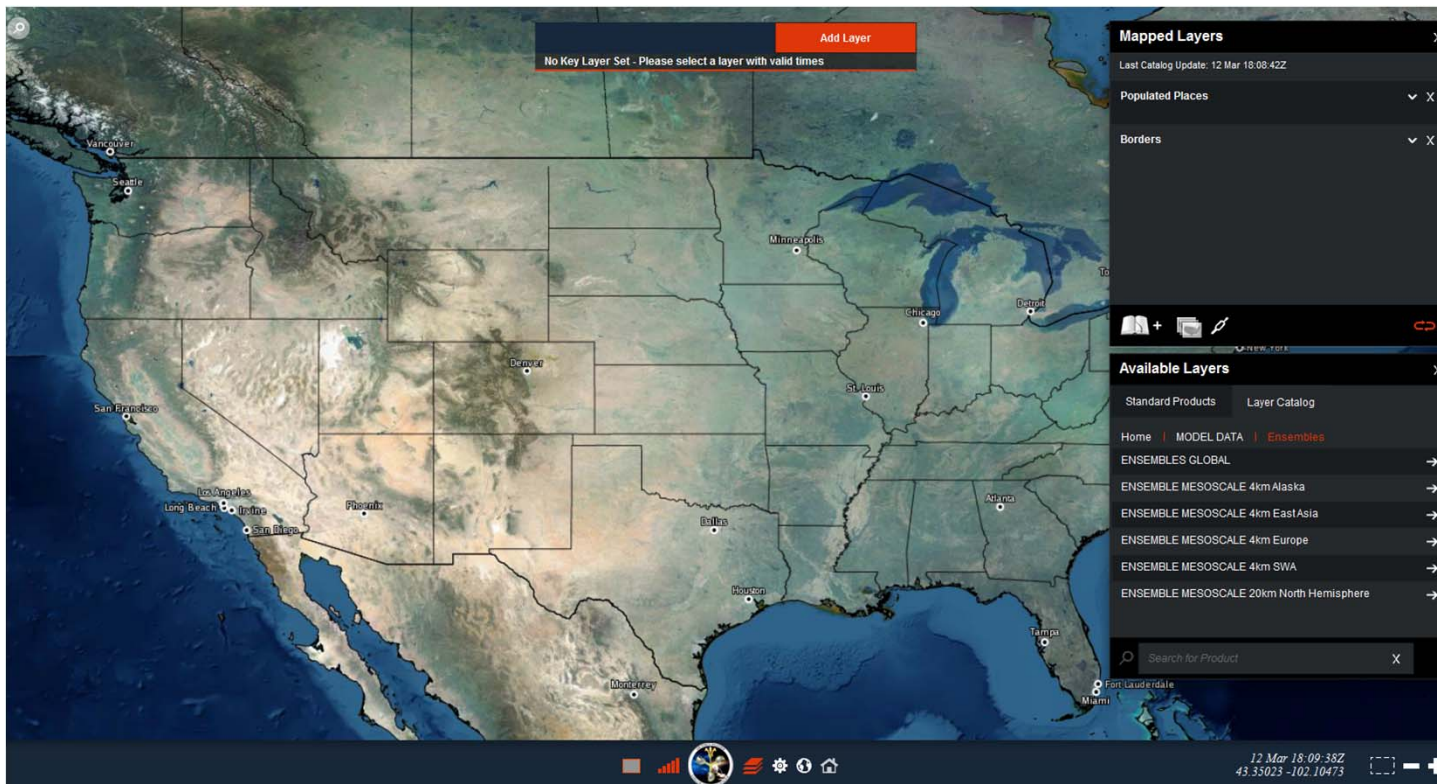 Add Layer
No Key Layer Set - Please select a layer with valid times
Mapped Layers
Last Catalog Update: 12 Mar 18:08:42Z
Populated Places
X
Borders
X
Vancouver
Seattle
Minneapolis
To
Detroit
Chicago
New York
Denver
St. Louis
San Francisco
Los Angeles
Long Beach
Irvine
San Diego
Phoenix
Dallas
Atlanta
Houston
Tampa
Monterrey
Fort Lauderdale
Miami
+
Available Layers
Standard Products
Layer Catalog
Home | MODEL DATA | Ensembles
ENSEMBLES GLOBAL
ENSEMBLE MESOSCALE 4km Alaska
ENSEMBLE MESOSCALE 4km East Asia
ENSEMBLE MESOSCALE 4km Europe
ENSEMBLE MESOSCALE 4km SWA
ENSEMBLE MESOSCALE 20km North Hemisphere
Search for Product
X
12 Mar 18:09:38Z
43.35023 -102.10473